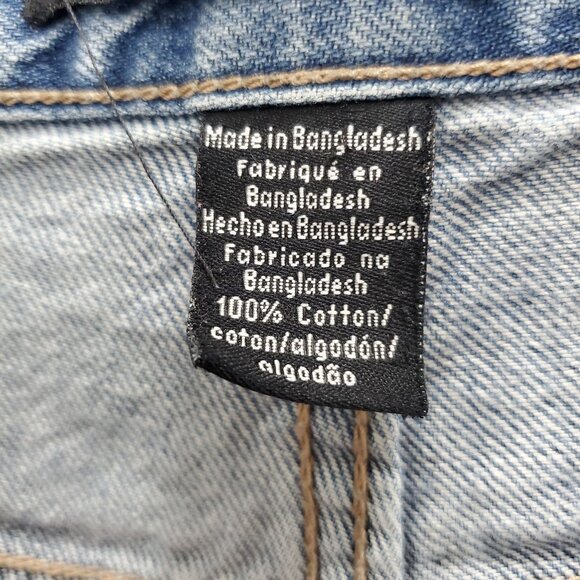 Made in Bangladesh
Fabriqué en
Bangladesh
Hecho en Bangladesh
Fabricado na
Bangladesh
100% Cotton/
coton/algodón/
algodão